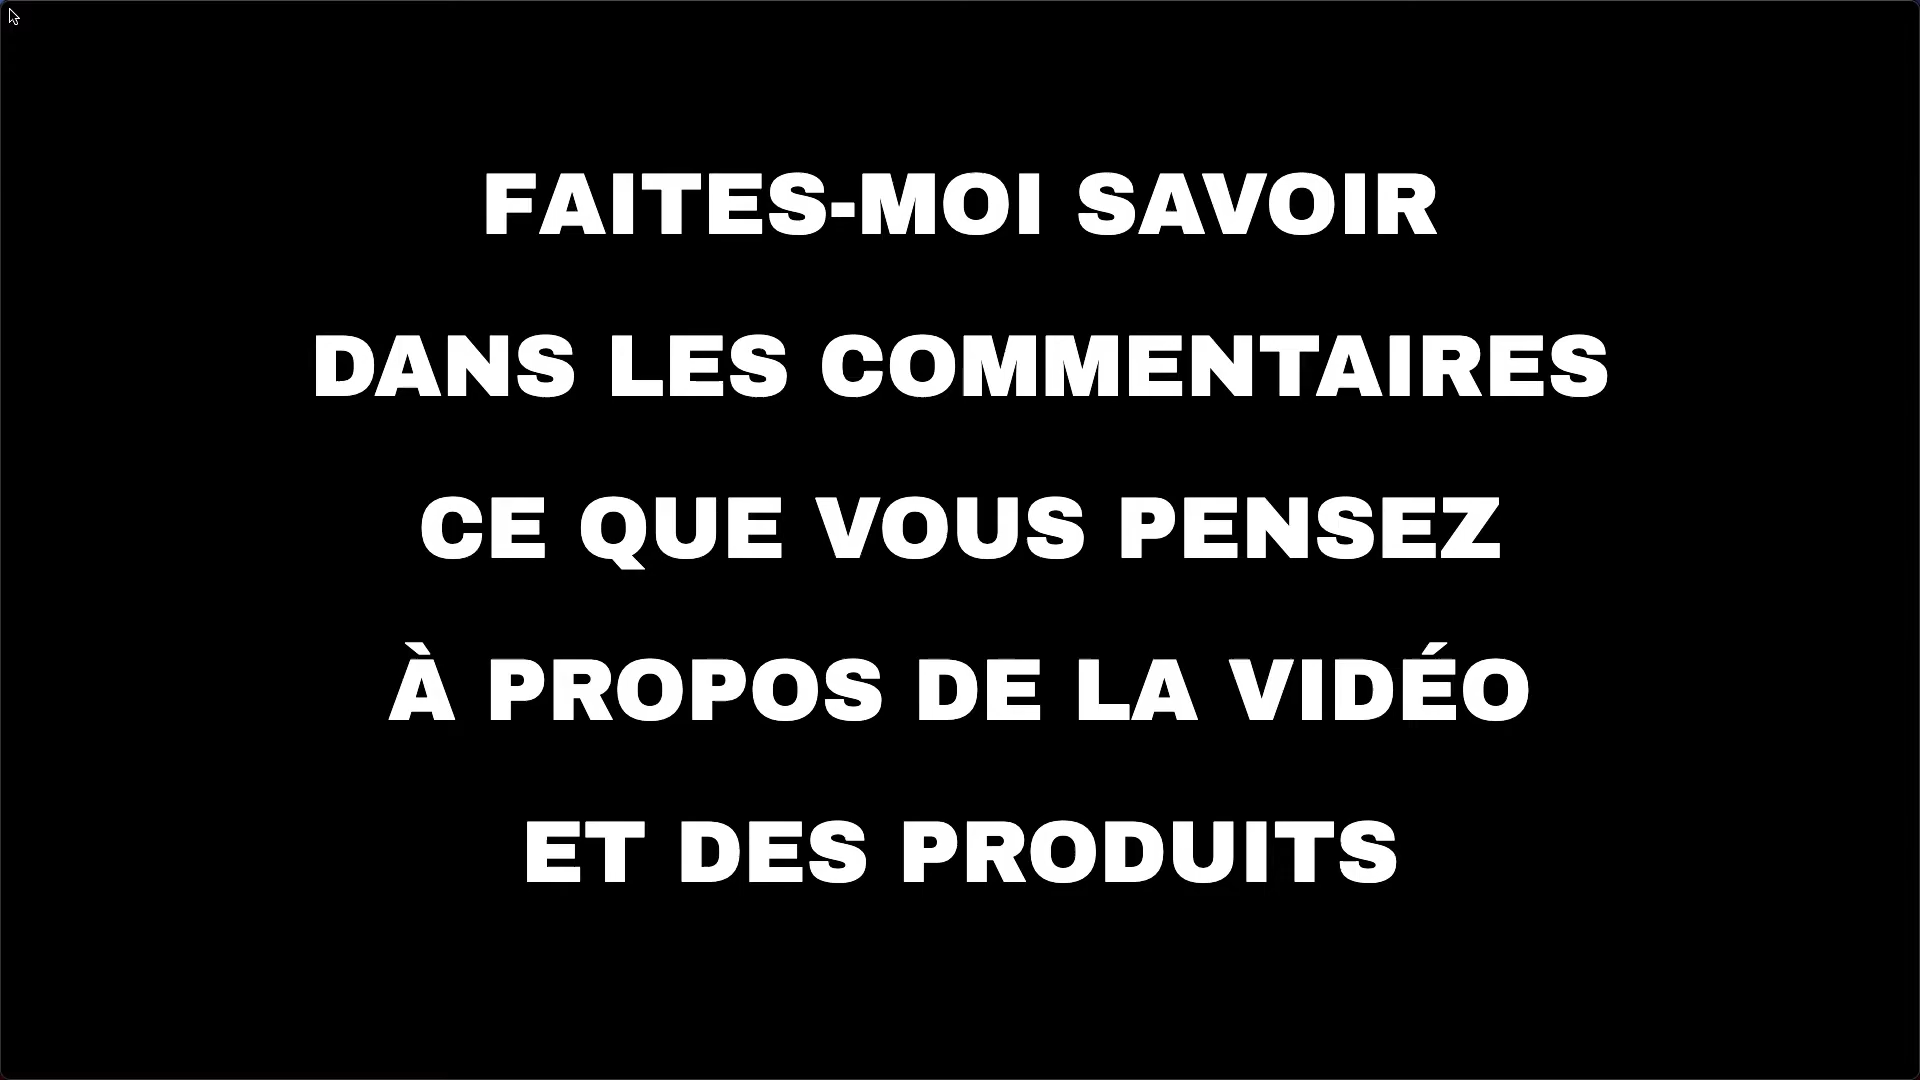 FAITES-MOI SAVOIR
DANS LES COMMENTAIRES
CE QUE VOUS PENSEZ
À PROPOS DE LA VIDÉO
ET DES PRODUITS